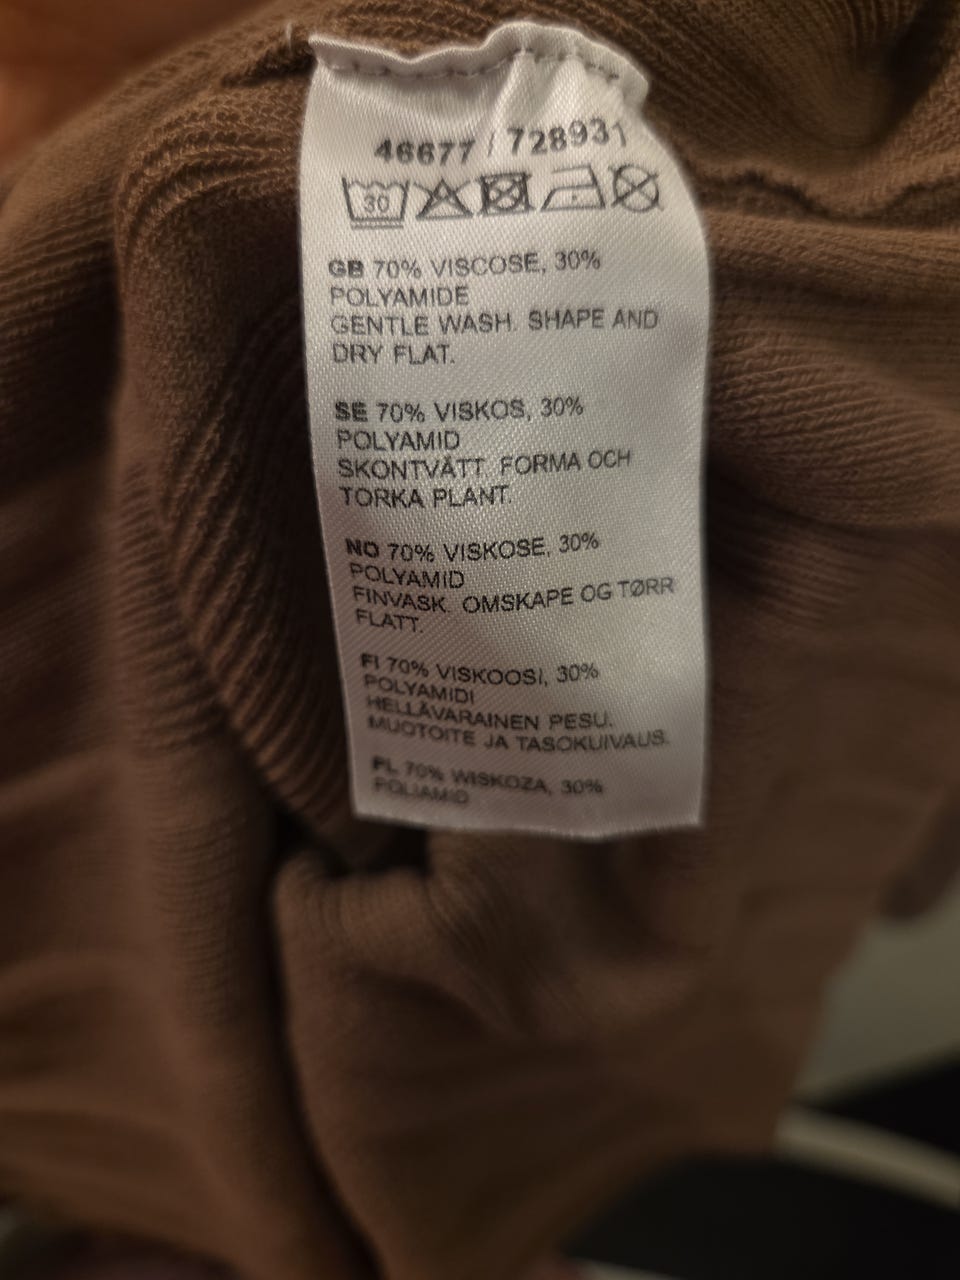 46677 / 728931
30
GB 70% VISCOSE, 30%
POLYAMIDE
GENTLE WASH. SHAPE AND
DRY FLAT.
SE 70% VISKOS, 30%
POLYAMID
SKONTVÄTT. FORMA OCH
TORKA PLANT.
NO 70% VISKOSE, 30%
POLYAMID
FINVASK. OMSKAPE OG TØRR
FLATT.
FI 70% VISKOOSI, 30%
POLYAMIDI
HELLÄVARAINEN PESU.
MUOTOITE JA TASOKUIVAUS.
PL 70% WISKOZA, 30%
POLIAMID